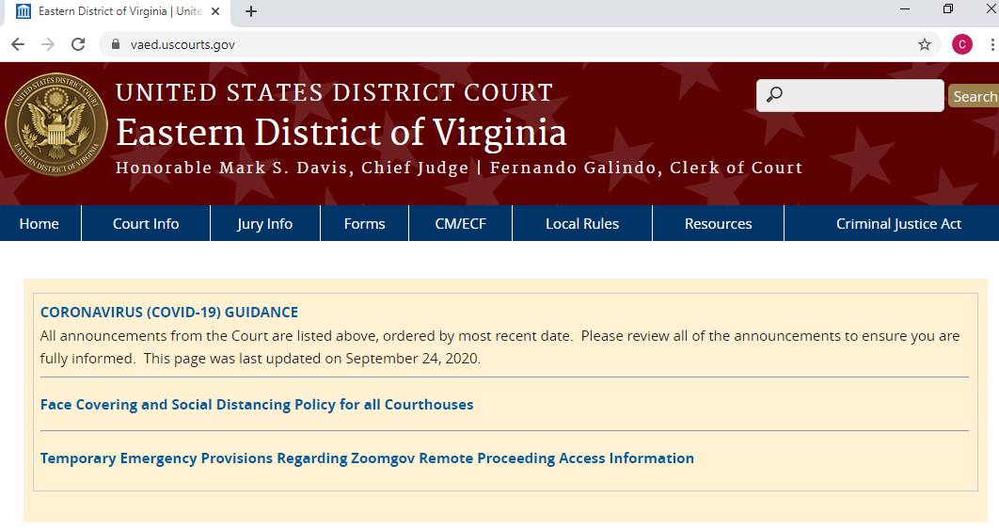 Eastern District of Virginia | Unite
vaed.uscourts.gov
C
UNITED STATES DISTRICT COURT
EASTERN DISTRICT OF VIRGINIA
UNITED STATES DISTRICT COURT
Eastern District of Virginia
Honorable Mark S. Davis, Chief Judge | Fernando Galindo, Clerk of Court
Search
Home Court Info Jury Info Forms CM/ECF Local Rules Resources Criminal Justice Act
CORONAVIRUS (COVID-19) GUIDANCE
All announcements from the Court are listed above, ordered by most recent date. Please review all of the announcements to ensure you are
fully informed. This page was last updated on September 24, 2020.
Face Covering and Social Distancing Policy for all Courthouses
Temporary Emergency Provisions Regarding Zoomgov Remote Proceeding Access Information